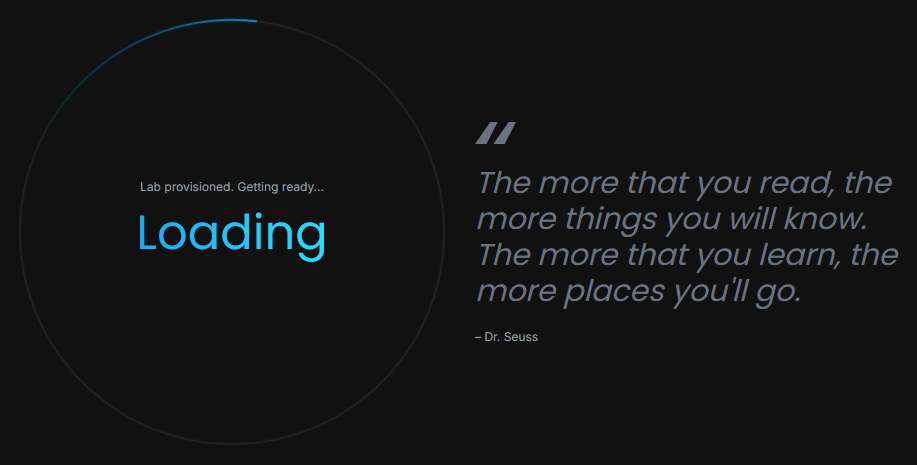 Lab provisioned. Getting ready...
Loading
"
The more that you read, the
more things you will know.
The more that you learn, the
more places you'll go.
– Dr. Seuss